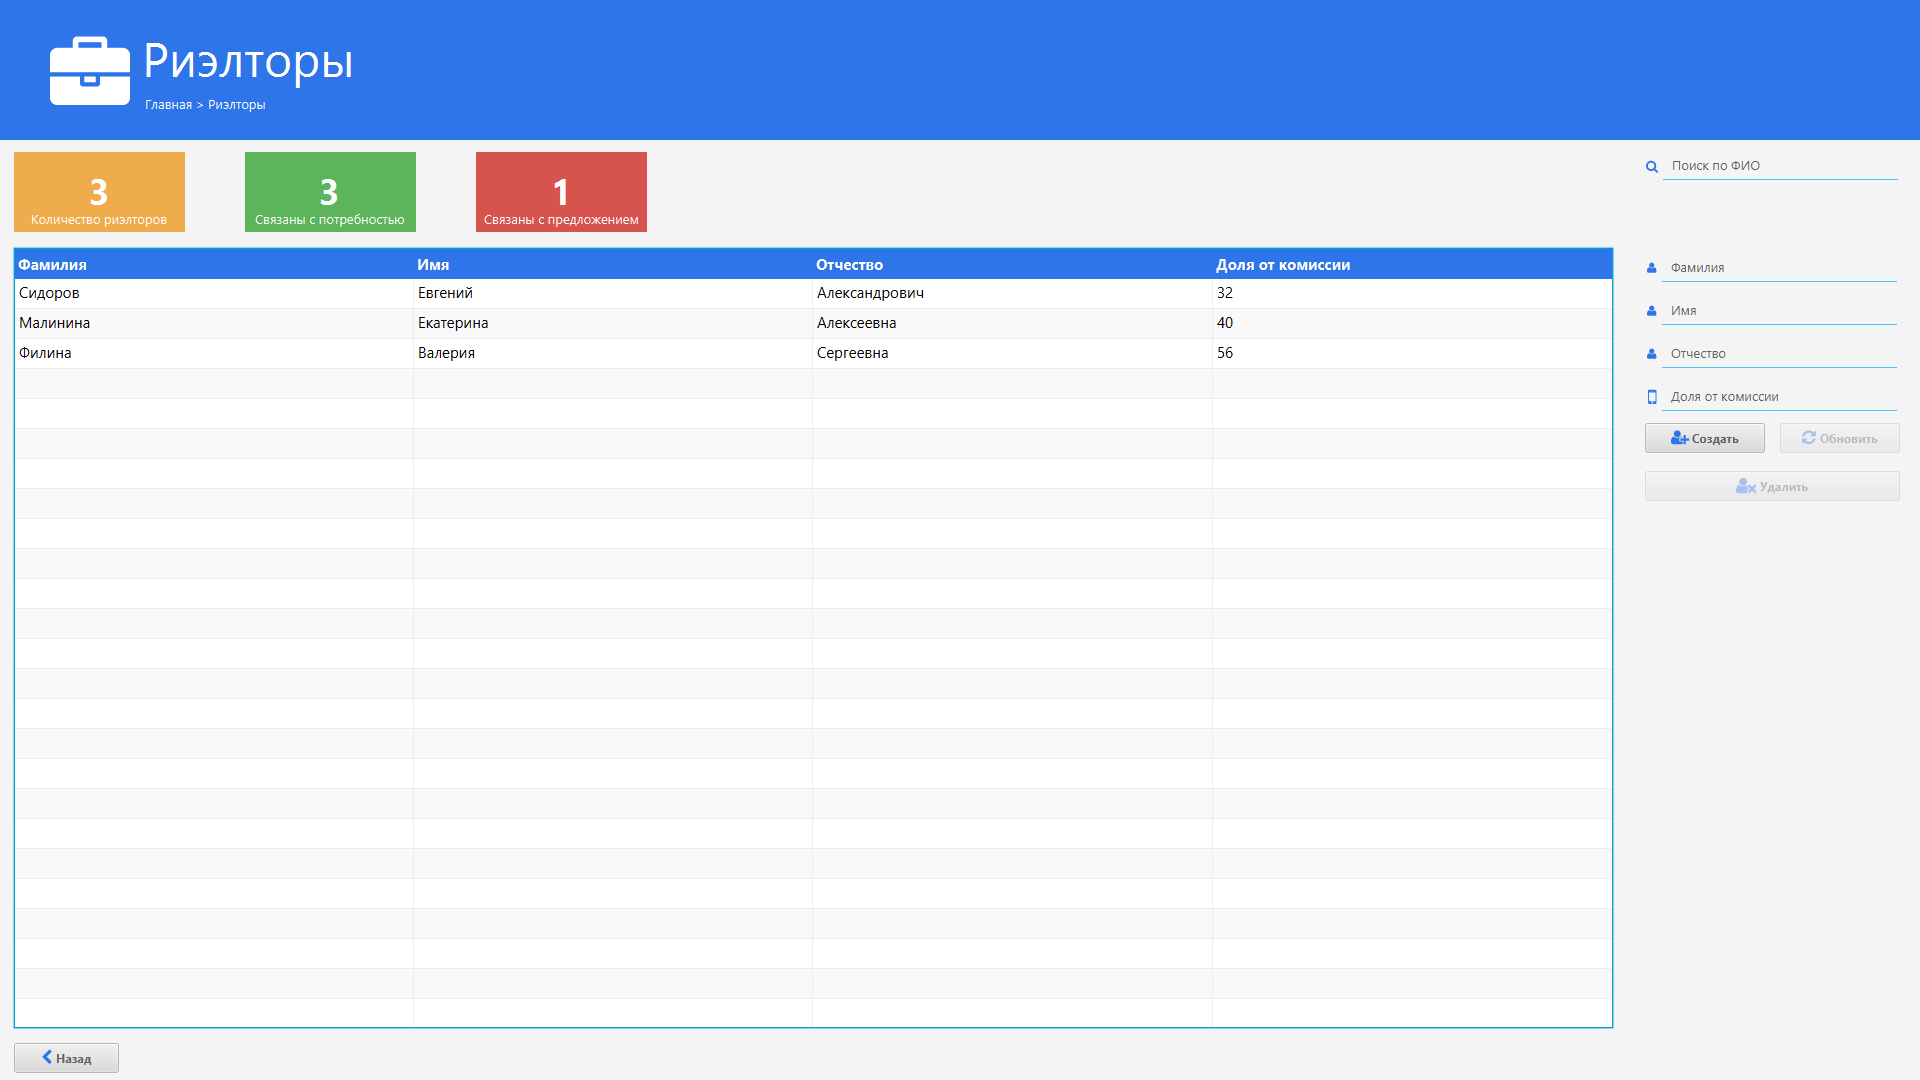 Риэлторы
Главная > Риэлторы
3
Количество риэлторов
3
Связаны с потребностью
1
Связаны с предложением
Поиск по ФИО
Фамилия Имя Отчество Доля от комиссии
Сидоров Евгений Александрович 32
Малинина Екатерина Алексеевна 40
Филина Валерия Сергеевна 56
Фамилия
Имя
Отчество
Доля от комиссии
Создать Обновить
Удалить
Назад